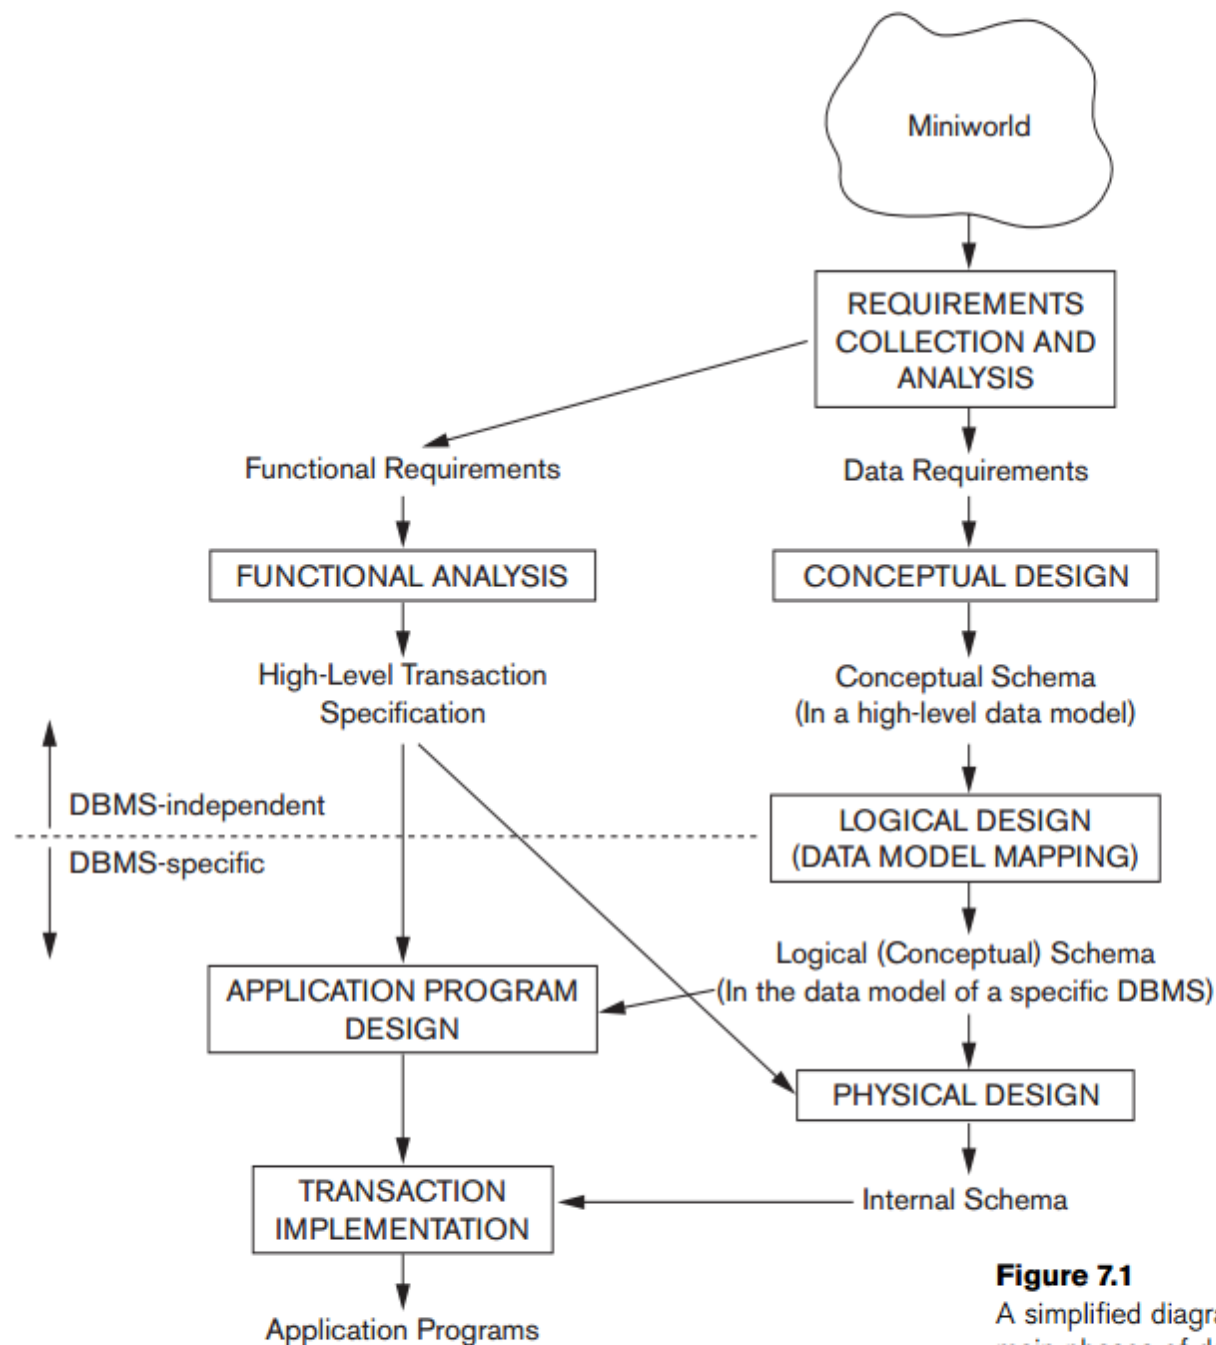 Miniworld
REQUIREMENTS
COLLECTION AND
ANALYSIS
Functional Requirements
Data Requirements
FUNCTIONAL ANALYSIS
CONCEPTUAL DESIGN
High-Level Transaction
Specification
Conceptual Schema
(In a high-level data model)
DBMS-independent
DBMS-specific
LOGICAL DESIGN
(DATA MODEL MAPPING)
Logical (Conceptual) Schema
(In the data model of a specific DBMS)
APPLICATION PROGRAM
DESIGN
PHYSICAL DESIGN
TRANSACTION
IMPLEMENTATION
Internal Schema
Application Programs
Figure 7.1
A simplified